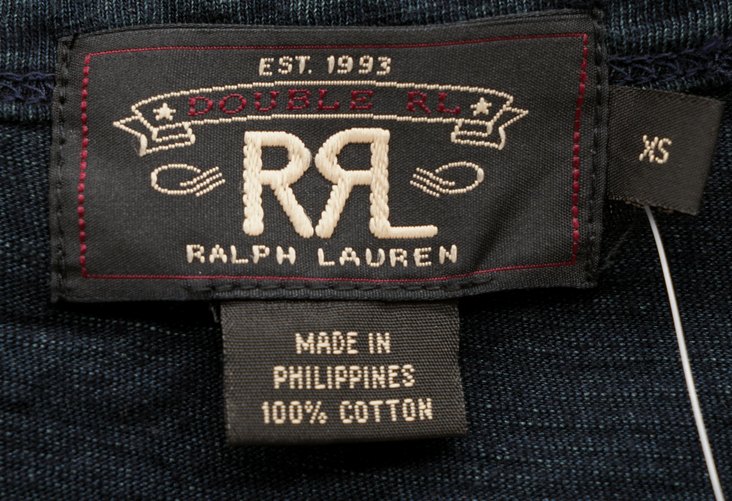 EST. 1993
DOUBLE RL
RRL
RALPH LAUREN
XS
MADE IN
PHILIPPINES
100% COTTON